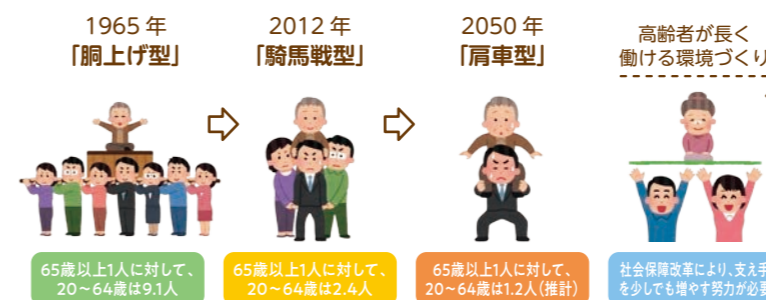 1965年
「胴上げ型」
2012年
「騎馬戦型」
2050年
「肩車型」
高齢者が長く
働ける環境づくり
65歳以上1人に対して、
20〜64歳は9.1人
65歳以上1人に対して、
20〜64歳は2.4人
65歳以上1人に対して、
20〜64歳は1.2人(推計)
社会保障改革により、支え手
を少しでも増やす努力が必要